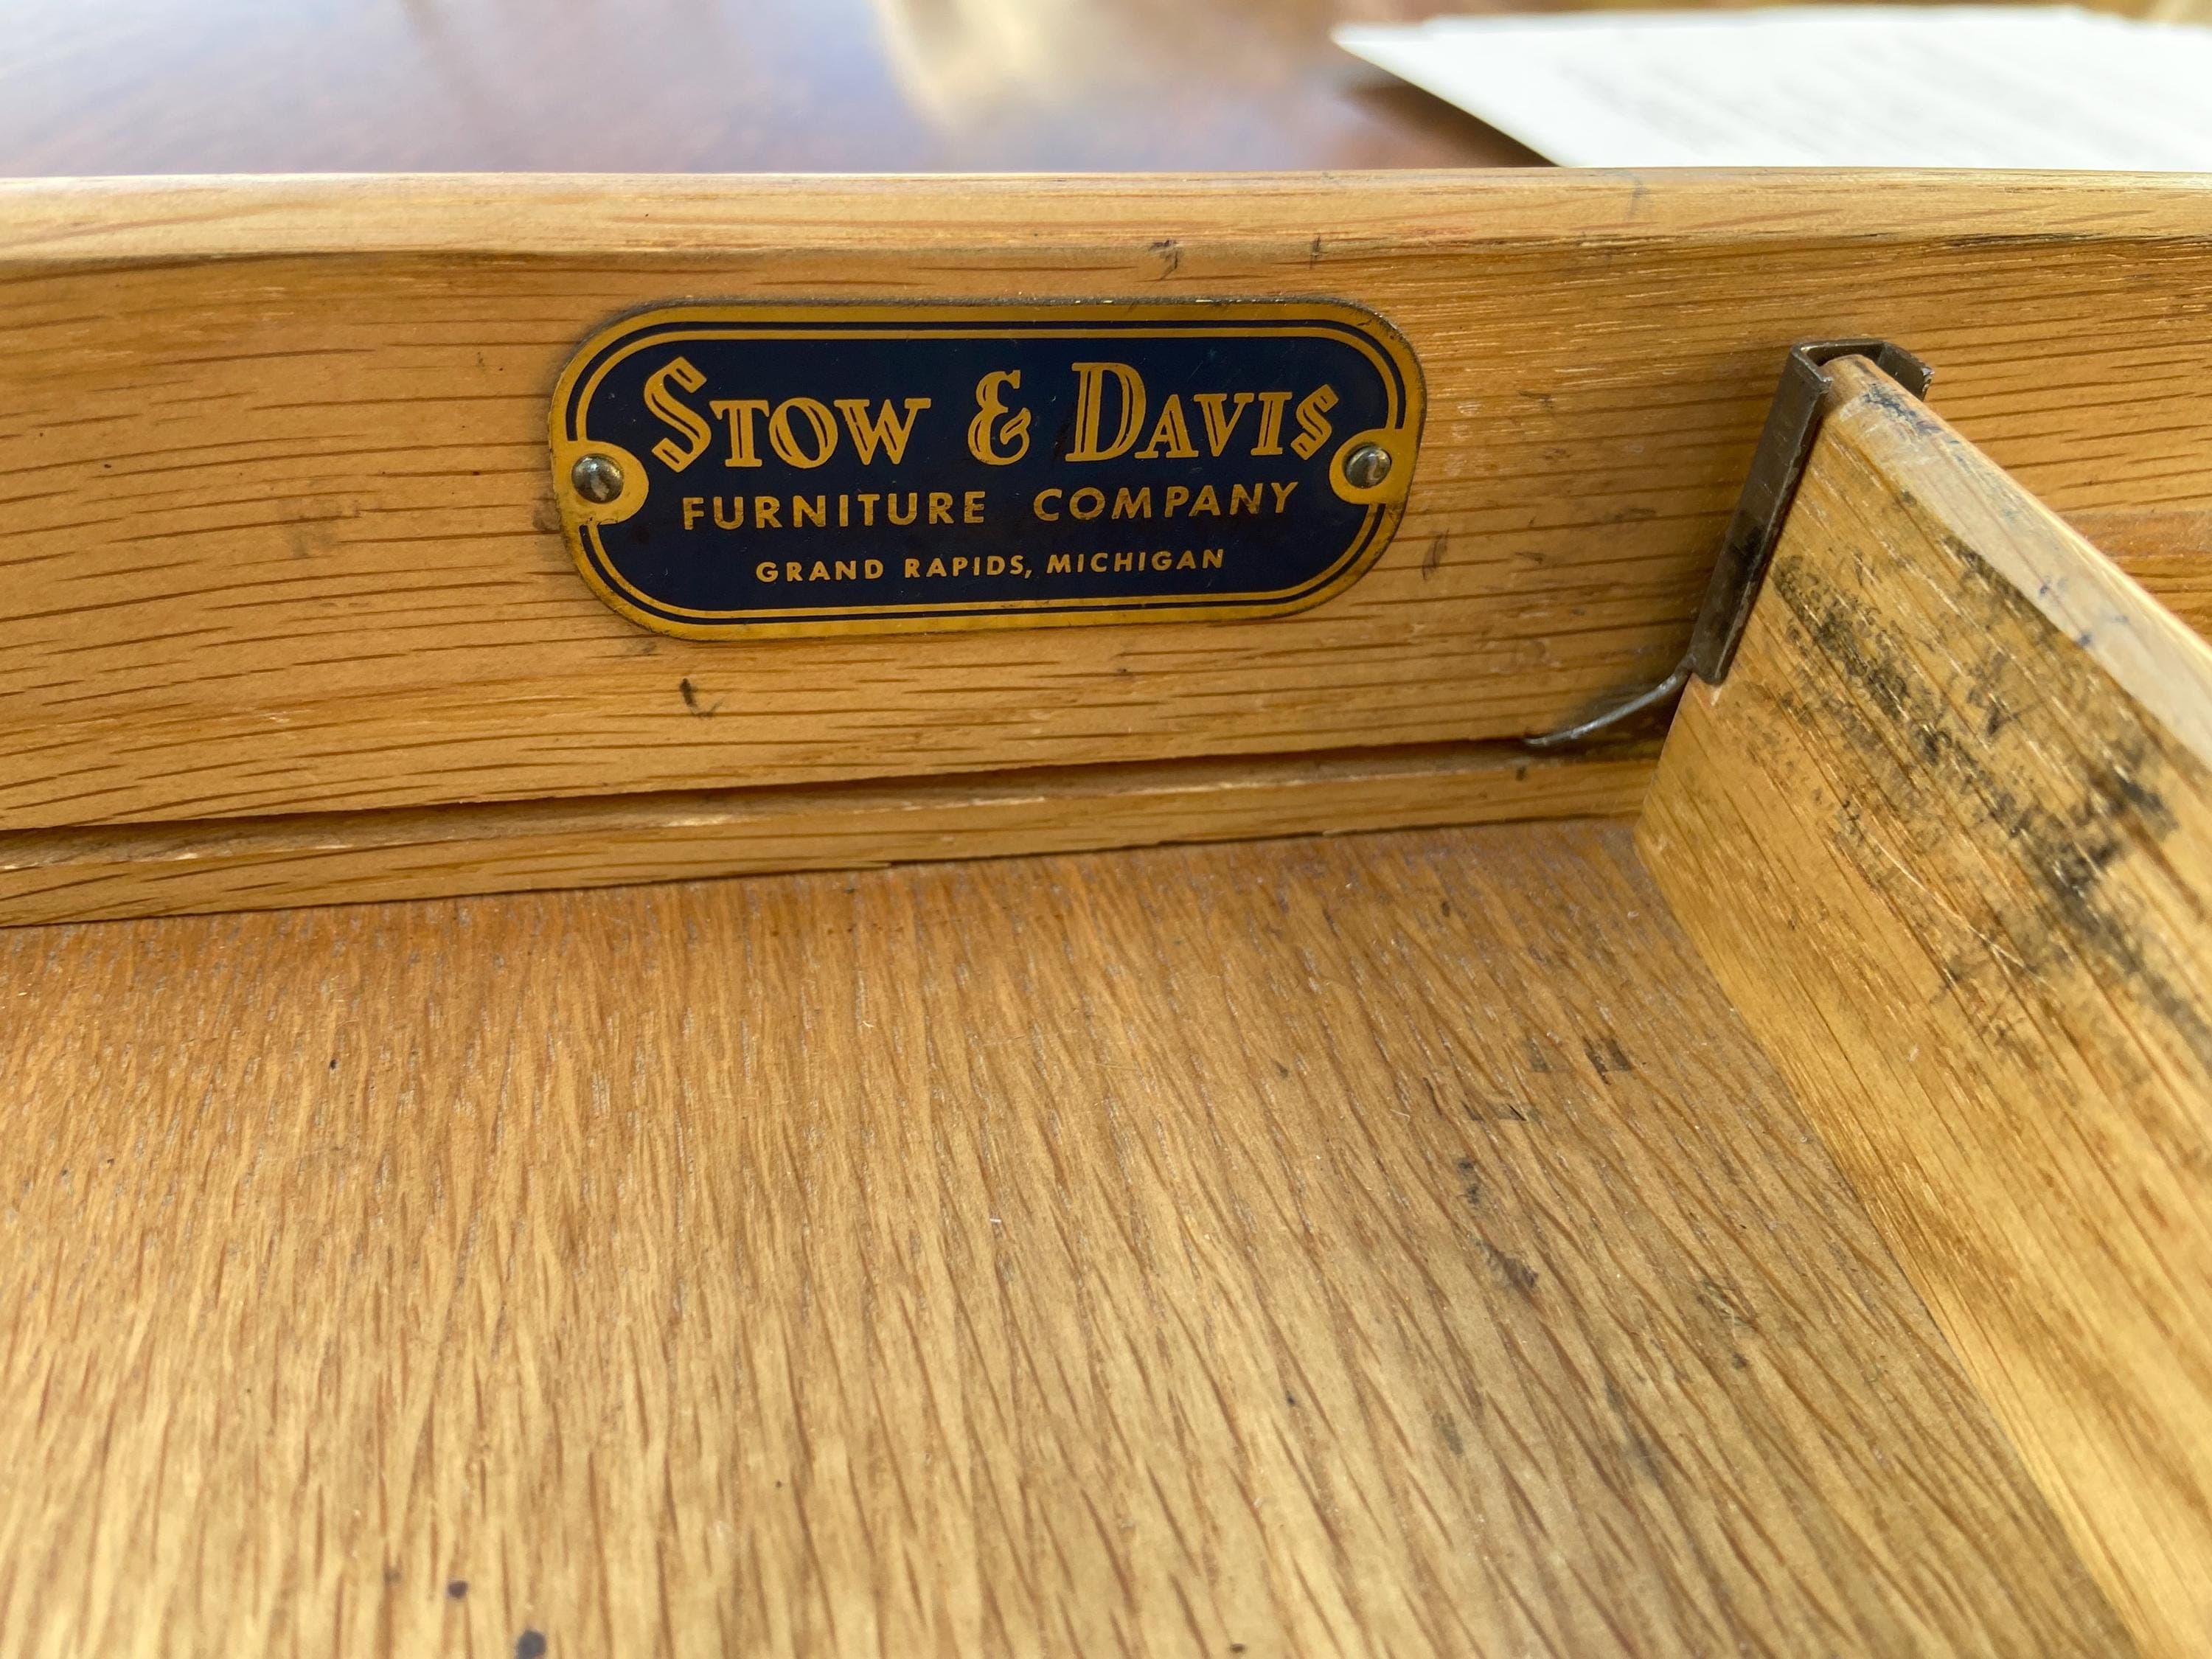 STOW & DAVIS
FURNITURE COMPANY
GRAND RAPIDS, MICHIGAN